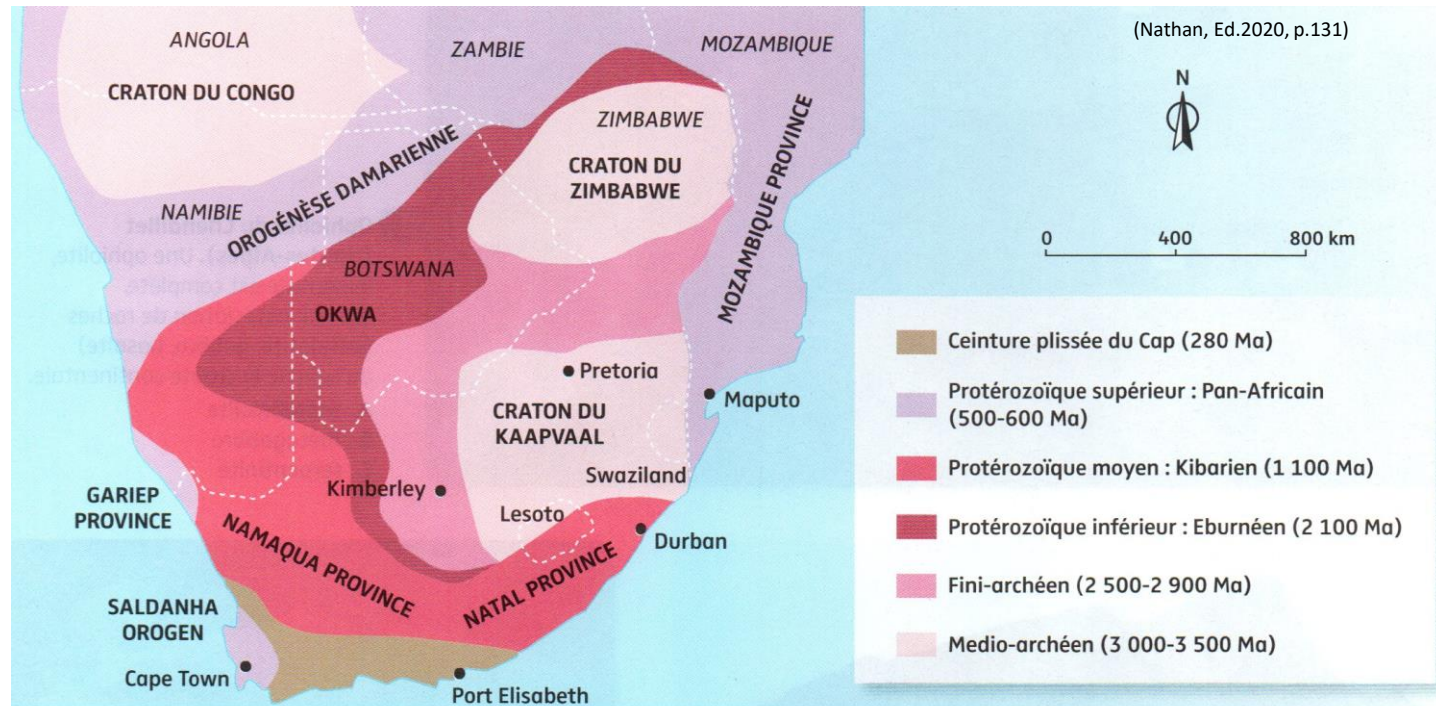 (Nathan, Ed.2020, p.131)
ANGOLA
ZAMBIE
MOZAMBIQUE
CRATON DU CONGO
N
ZIMBABWE
CRATON DU
ZIMBABWE
OROGÉNÈSE DAMARIENNE
MOZAMBIQUE PROVINCE
NAMIBIE
BOTSWANA
OKWA
0 400 800 km
Pretoria
Maputo
CRATON DU
KAAPVAAL
Swaziland
Kimberley
Lesoto
Durban
GARIEP
PROVINCE
NAMAQUA PROVINCE
NATAL PROVINCE
SALDANHA
OROGEN
Cape Town
Port Elisabeth
Ceinture plissée du Cap (280 Ma)
Protérozoïque supérieur : Pan-Africain
(500-600 Ma)
Protérozoïque moyen : Kibarien (1 100 Ma)
Protérozoïque inférieur : Eburnéen (2 100 Ma)
Fini-archéen (2 500-2 900 Ma)
Medio-archéen (3 000-3 500 Ma)